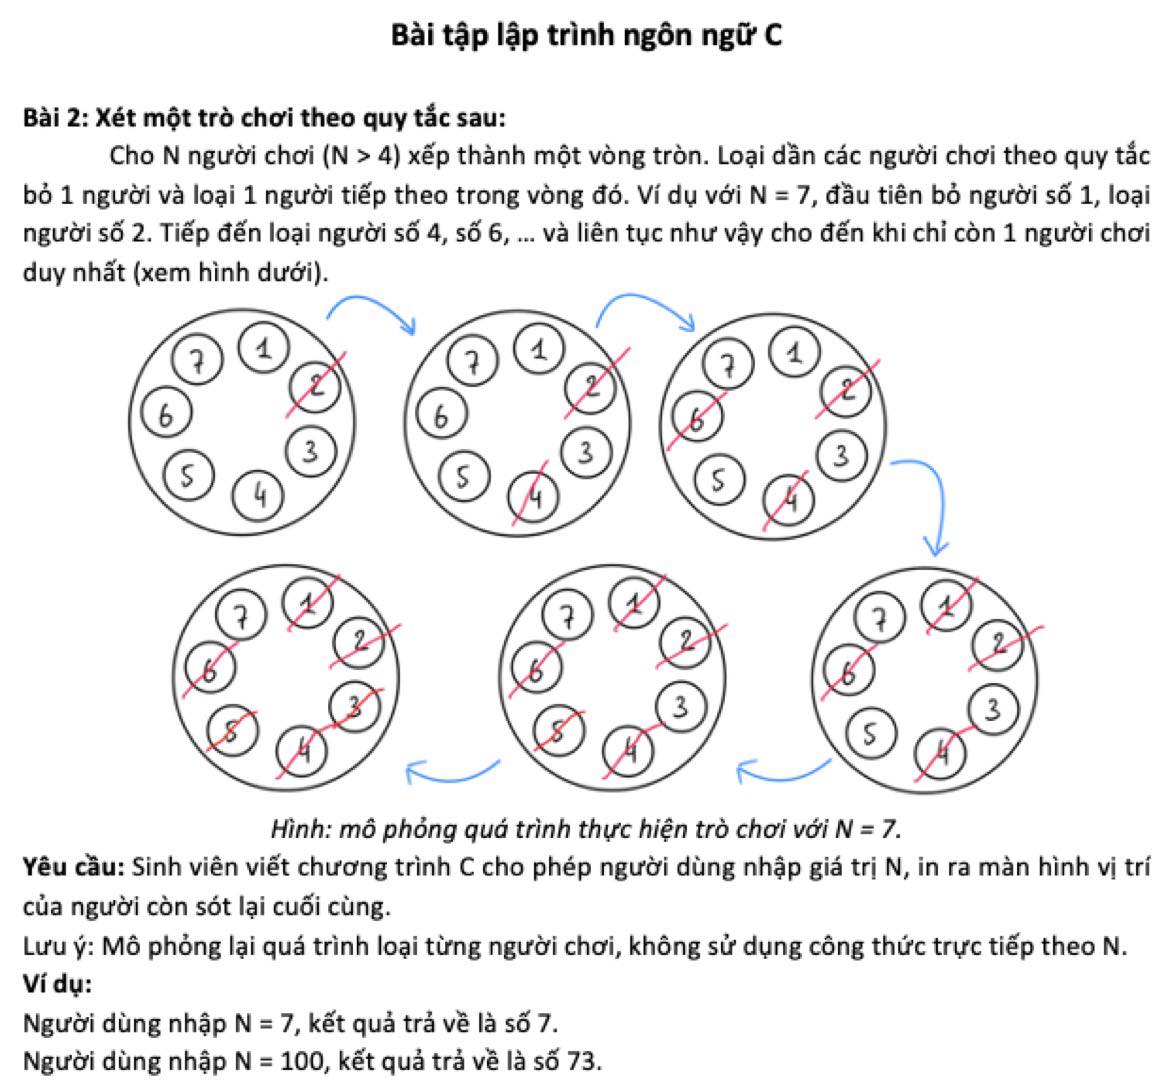 Bài tập lập trình ngôn ngữ C
Bài 2: Xét một trò chơi theo quy tắc sau:
Cho N người chơi (N > 4) xếp thành một vòng tròn. Loại dần các người chơi theo quy tắc
bỏ 1 người và loại 1 người tiếp theo trong vòng đó. Ví dụ với N = 7, đầu tiên bỏ người số 1, loại
người số 2. Tiếp đến loại người số 4, số 6, ... và liên tục như vậy cho đến khi chỉ còn 1 người chơi
duy nhất (xem hình dưới).
7 1 2 3 4 5 6
7 1 2 3 4 5 6
7 1 2 3 4 5 6
7 1 2 3 4 5 6
7 1 2 3 4 5 6
7 1 2 3 4 5 6
Hình: mô phỏng quá trình thực hiện trò chơi với N = 7.
Yêu cầu: Sinh viên viết chương trình C cho phép người dùng nhập giá trị N, in ra màn hình vị trí
của người còn sót lại cuối cùng.
Lưu ý: Mô phỏng lại quá trình loại từng người chơi, không sử dụng công thức trực tiếp theo N.
Ví dụ:
Người dùng nhập N = 7, kết quả trả về là số 7.
Người dùng nhập N = 100, kết quả trả về là số 73.